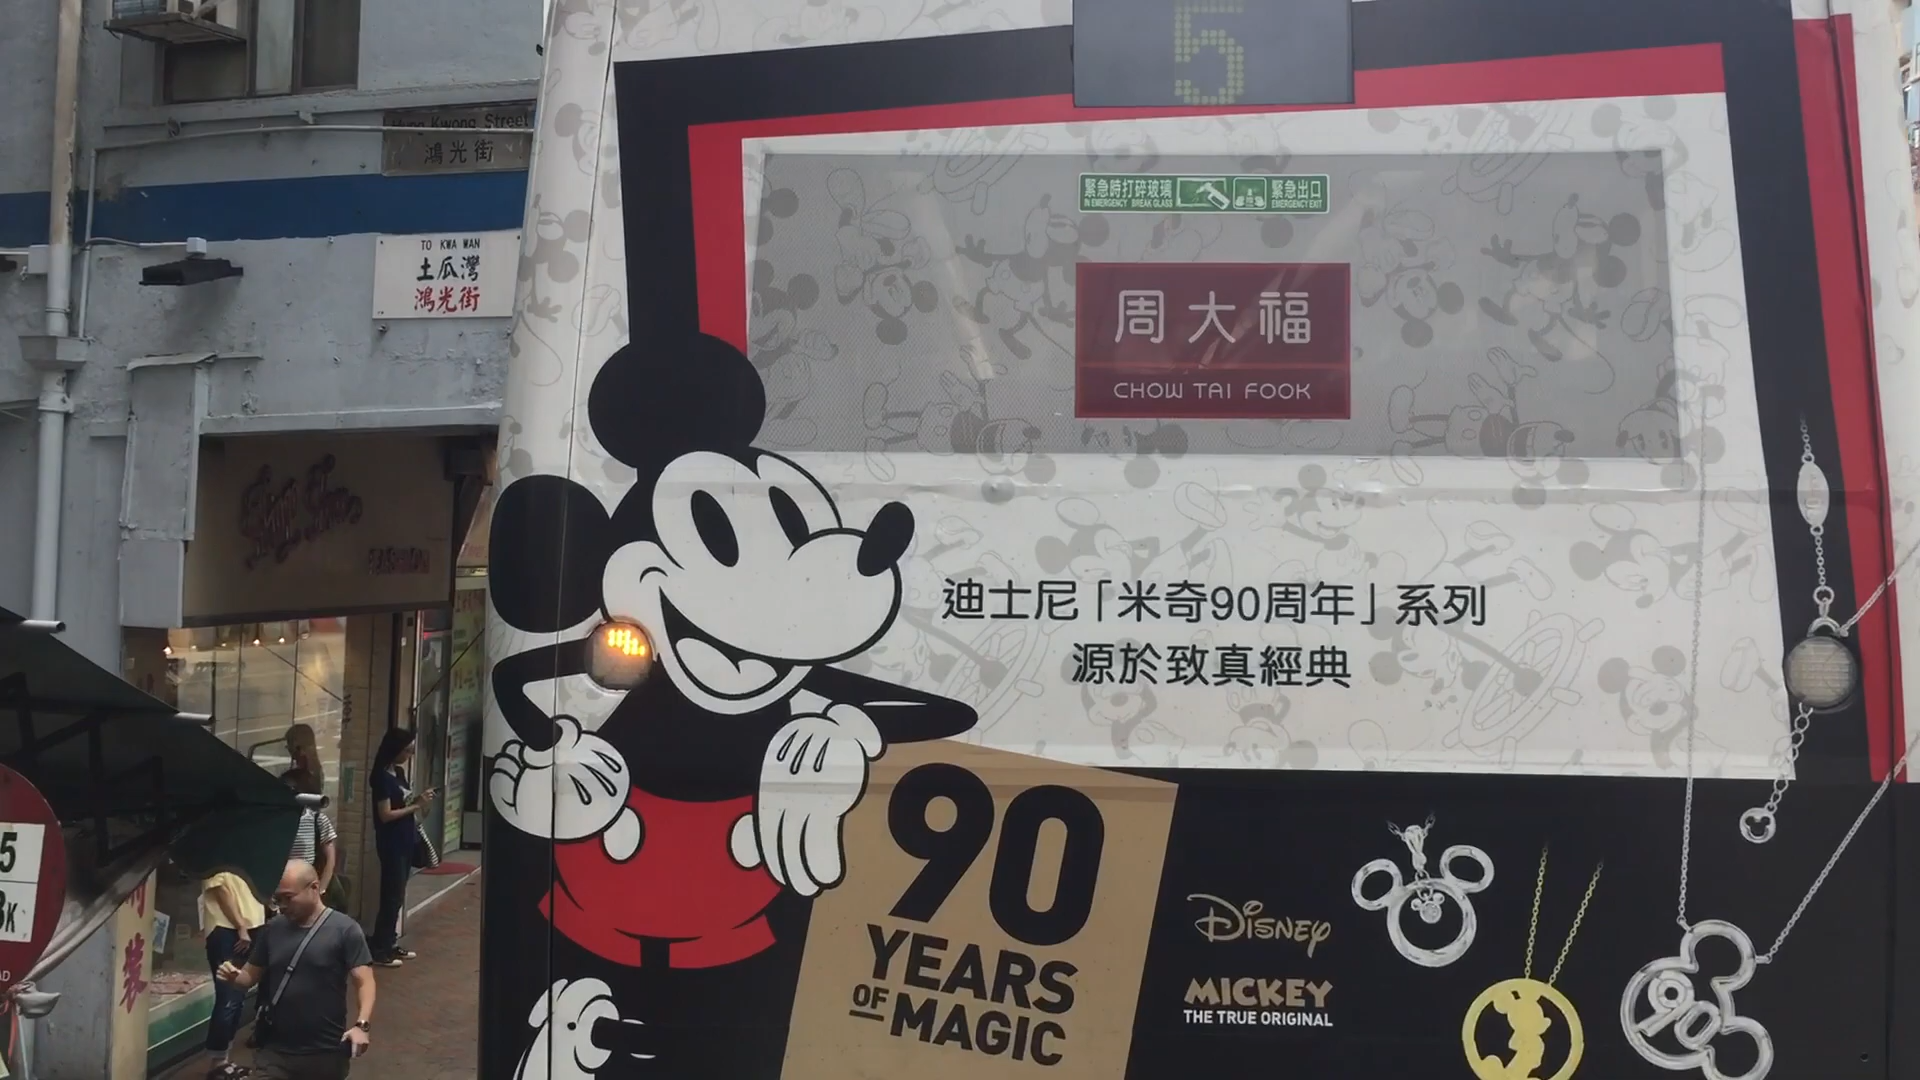 5
Hung Kwong Street
鴻光街
TO KWA WAN
土瓜灣
鴻光街
緊急時打碎玻璃
IN EMERGENCY BREAK GLASS
緊急出口
EMERGENCY EXIT
周大福
CHOW TAI FOOK
迪士尼「米奇90周年」系列
源於致真經典
90
YEARS
OF MAGIC
Disney
MICKEY
THE TRUE ORIGINAL
90
5
K
裝